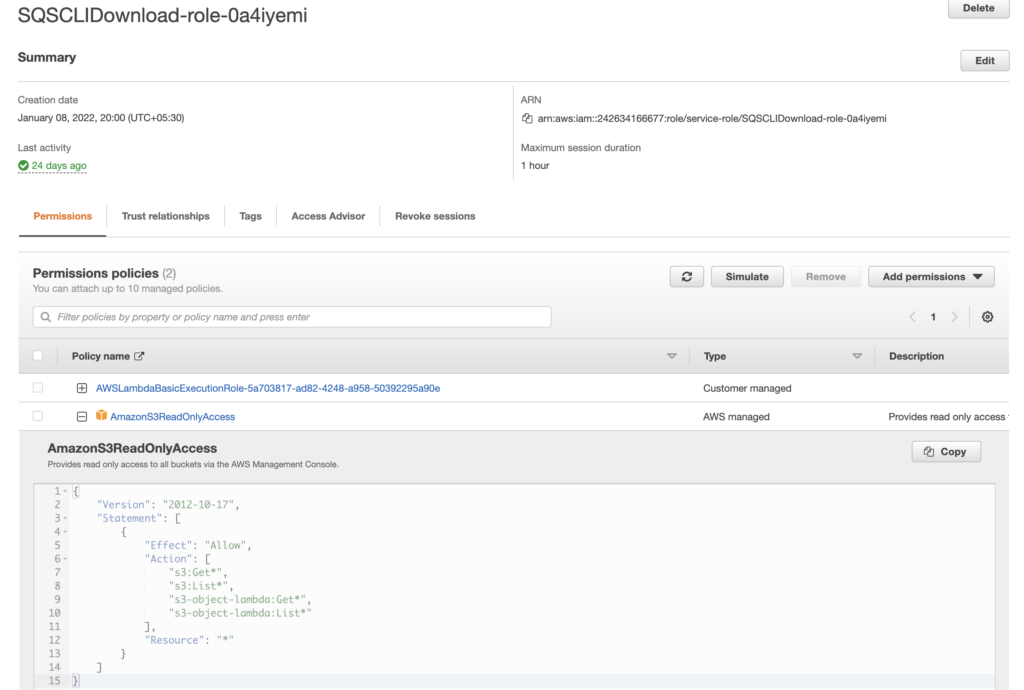 SQSCLIDownload-role-0a4iyemi
Delete
Summary
Edit
Creation date
January 08, 2022, 20:00 (UTC+05:30)
ARN
arn:aws:iam::242634166677:role/service-role/SQSCLIDownload-role-0a4iyemi
Last activity
24 days ago
Maximum session duration
1 hour
Permissions Trust relationships Tags Access Advisor Revoke sessions
Permissions policies (2)
You can attach up to 10 managed policies.
Simulate Remove Add permissions
Filter policies by property or policy name and press enter
1
Policy name Type Description
AWSLambdaBasicExecutionRole-5a703817-ad82-4248-a958-50392295a90e Customer managed
AmazonS3ReadOnlyAccess AWS managed Provides read only access
AmazonS3ReadOnlyAccess
Provides read only access to all buckets via the AWS Management Console.
Copy
1 {
2 "Version": "2012-10-17",
3 "Statement": [
4 {
5 "Effect": "Allow",
6 "Action": [
7 "s3:Get*",
8 "s3:List*",
9 "s3-object-lambda:Get*",
10 "s3-object-lambda:List*"
11 ],
12 "Resource": "*"
13 }
14 ]
15 }